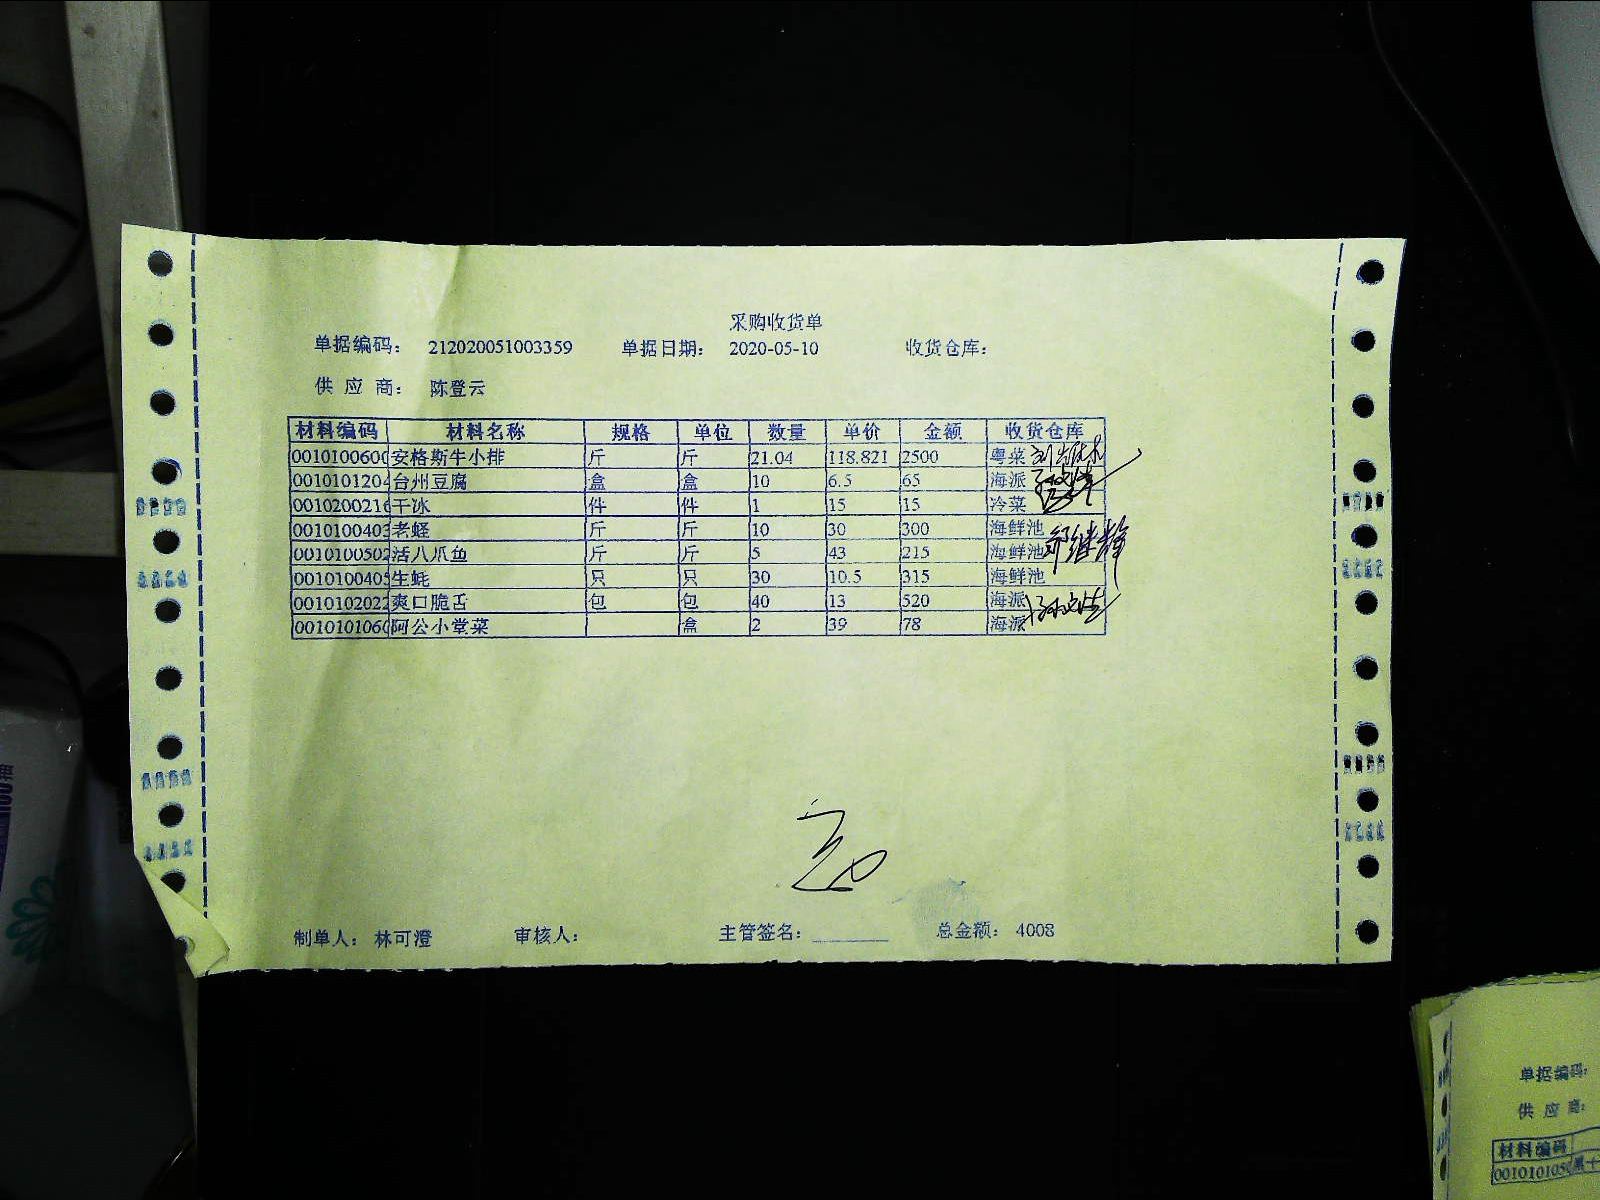 采购收货单
单据编码： 212020051003359 单据日期： 2020-05-10 收货仓库：
供 应 商： 陈登云
材料编码 材料名称 规格 单位 数量 单价 金额 收货仓库
0010100600 安格斯牛小排 斤 斤 21.04 118.821 2500 粤菜
0010101204 台州豆腐 盒 盒 10 6.5 65 海派
0010200216 干冰 件 件 1 15 15 冷菜
0010100403 老蛏 斤 斤 10 30 300 海鲜池
0010100502 活八爪鱼 斤 斤 5 43 215 海鲜池
0010100405 生蚝 只 只 30 10.5 315 海鲜池
0010102022 爽口脆舌 包 包 40 13 520 海派
0010101060 阿公小堂菜 盒 2 39 78 海派
制单人： 林可澄 审核人： 主管签名： 总金额： 4008
单据编码：
供 应 商：
材料编码